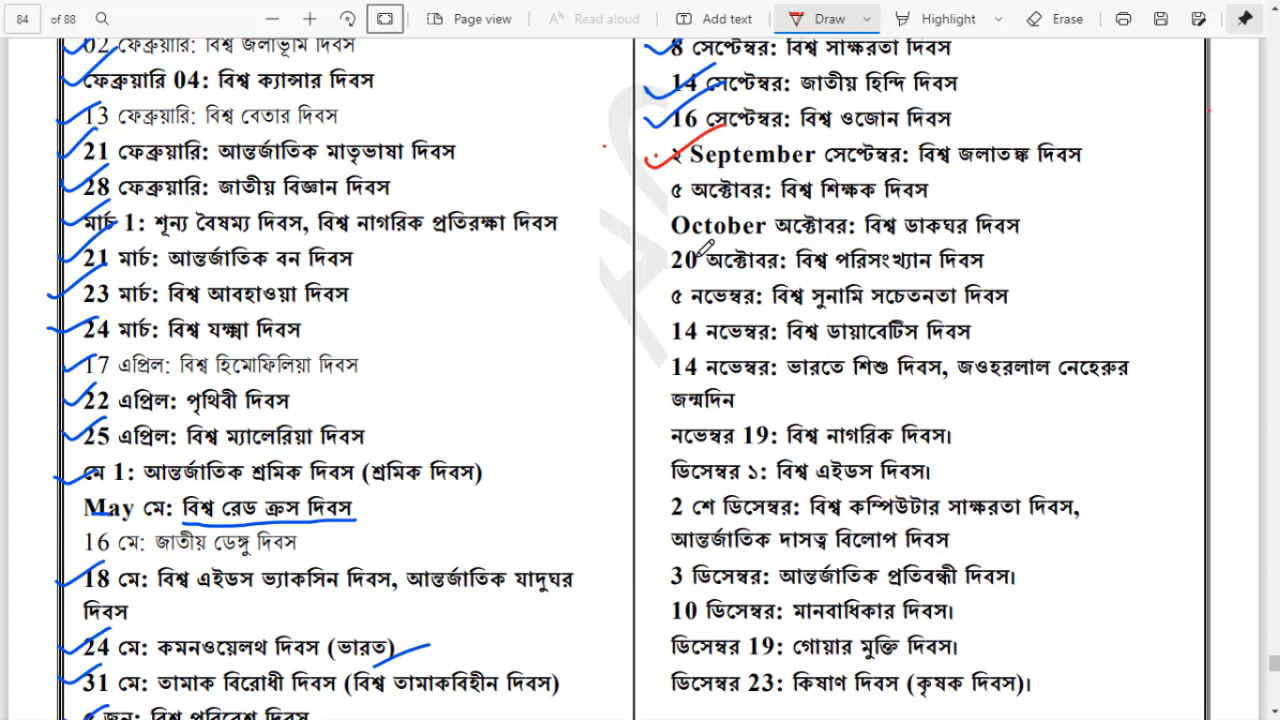 84 of 88 Page view Read aloud Add text Draw Highlight Erase
02 ফেব্রুয়ারি: বিশ্ব জলাভূমি দিবস
ফেব্রুয়ারি 04: বিশ্ব ক্যান্সার দিবস
13 ফেব্রুয়ারি: বিশ্ব বেতার দিবস
21 ফেব্রুয়ারি: আন্তর্জাতিক মাতৃভাষা দিবস
28 ফেব্রুয়ারি: জাতীয় বিজ্ঞান দিবস
মার্চ 1: শূন্য বৈষম্য দিবস, বিশ্ব নাগরিক প্রতিরক্ষা দিবস
21 মার্চ: আন্তর্জাতিক বন দিবস
23 মার্চ: বিশ্ব আবহাওয়া দিবস
24 মার্চ: বিশ্ব যক্ষ্মা দিবস
17 এপ্রিল: বিশ্ব হিমোফিলিয়া দিবস
22 এপ্রিল: পৃথিবী দিবস
25 এপ্রিল: বিশ্ব ম্যালেরিয়া দিবস
মে 1: আন্তর্জাতিক শ্রমিক দিবস (শ্রমিক দিবস)
May মে: বিশ্ব রেড ক্রস দিবস
16 মে: জাতীয় ডেঙ্গু দিবস
18 মে: বিশ্ব এইডস ভ্যাকসিন দিবস, আন্তর্জাতিক যাদুঘর
দিবস
24 মে: কমনওয়েলথ দিবস (ভারত)
31 মে: তামাক বিরোধী দিবস (বিশ্ব তামাকবিহীন দিবস)
৫ জুন: বিশ্ব পরিবেশ দিবস
8 সেপ্টেম্বর: বিশ্ব সাক্ষরতা দিবস
14 সেপ্টেম্বর: জাতীয় হিন্দি দিবস
16 সেপ্টেম্বর: বিশ্ব ওজোন দিবস
২ September সেপ্টেম্বর: বিশ্ব জলাতঙ্ক দিবস
৫ অক্টোবর: বিশ্ব শিক্ষক দিবস
October অক্টোবর: বিশ্ব ডাকঘর দিবস
20 অক্টোবর: বিশ্ব পরিসংখ্যান দিবস
৫ নভেম্বর: বিশ্ব সুনামি সচেতনতা দিবস
14 নভেম্বর: বিশ্ব ডায়াবেটিস দিবস
14 নভেম্বর: ভারতে শিশু দিবস, জওহরলাল নেহেরুর
জন্মদিন
নভেম্বর 19: বিশ্ব নাগরিক দিবস।
ডিসেম্বর ১: বিশ্ব এইডস দিবস।
2 শে ডিসেম্বর: বিশ্ব কম্পিউটার সাক্ষরতা দিবস,
আন্তর্জাতিক দাসত্ব বিলোপ দিবস
3 ডিসেম্বর: আন্তর্জাতিক প্রতিবন্ধী দিবস।
10 ডিসেম্বর: মানবাধিকার দিবস।
ডিসেম্বর 19: গোয়ার মুক্তি দিবস।
ডিসেম্বর 23: কিষাণ দিবস (কৃষক দিবস)।